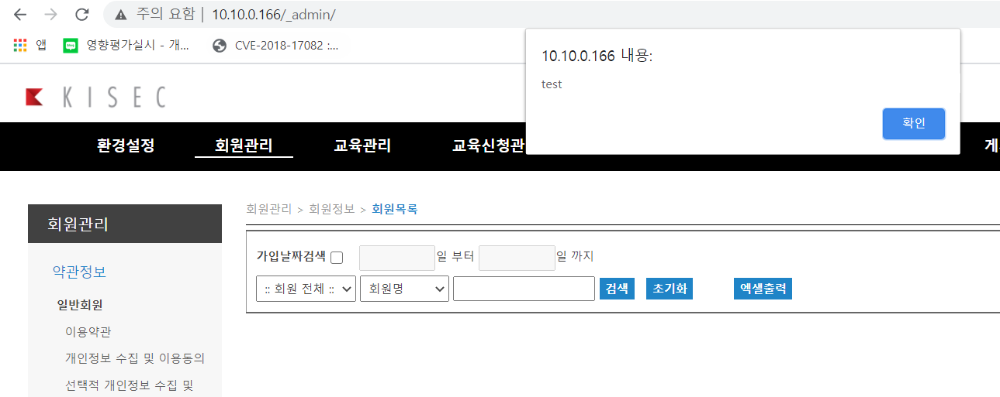 주의 요함 | 10.10.0.166/_admin/
앱 blog 영향평가실시 - 개... CVE-2018-17082 :...
10.10.0.166 내용:
test
확인
KISEC
환경설정 회원관리 교육관리 교육신청관 게
회원관리
약관정보
일반회원
이용약관
개인정보 수집 및 이용동의
선택적 개인정보 수집 및
회원관리 > 회원정보 > 회원목록
가입날짜검색 일 부터 일 까지
:: 회원 전체 :: 회원명 검색 초기화 엑셀출력